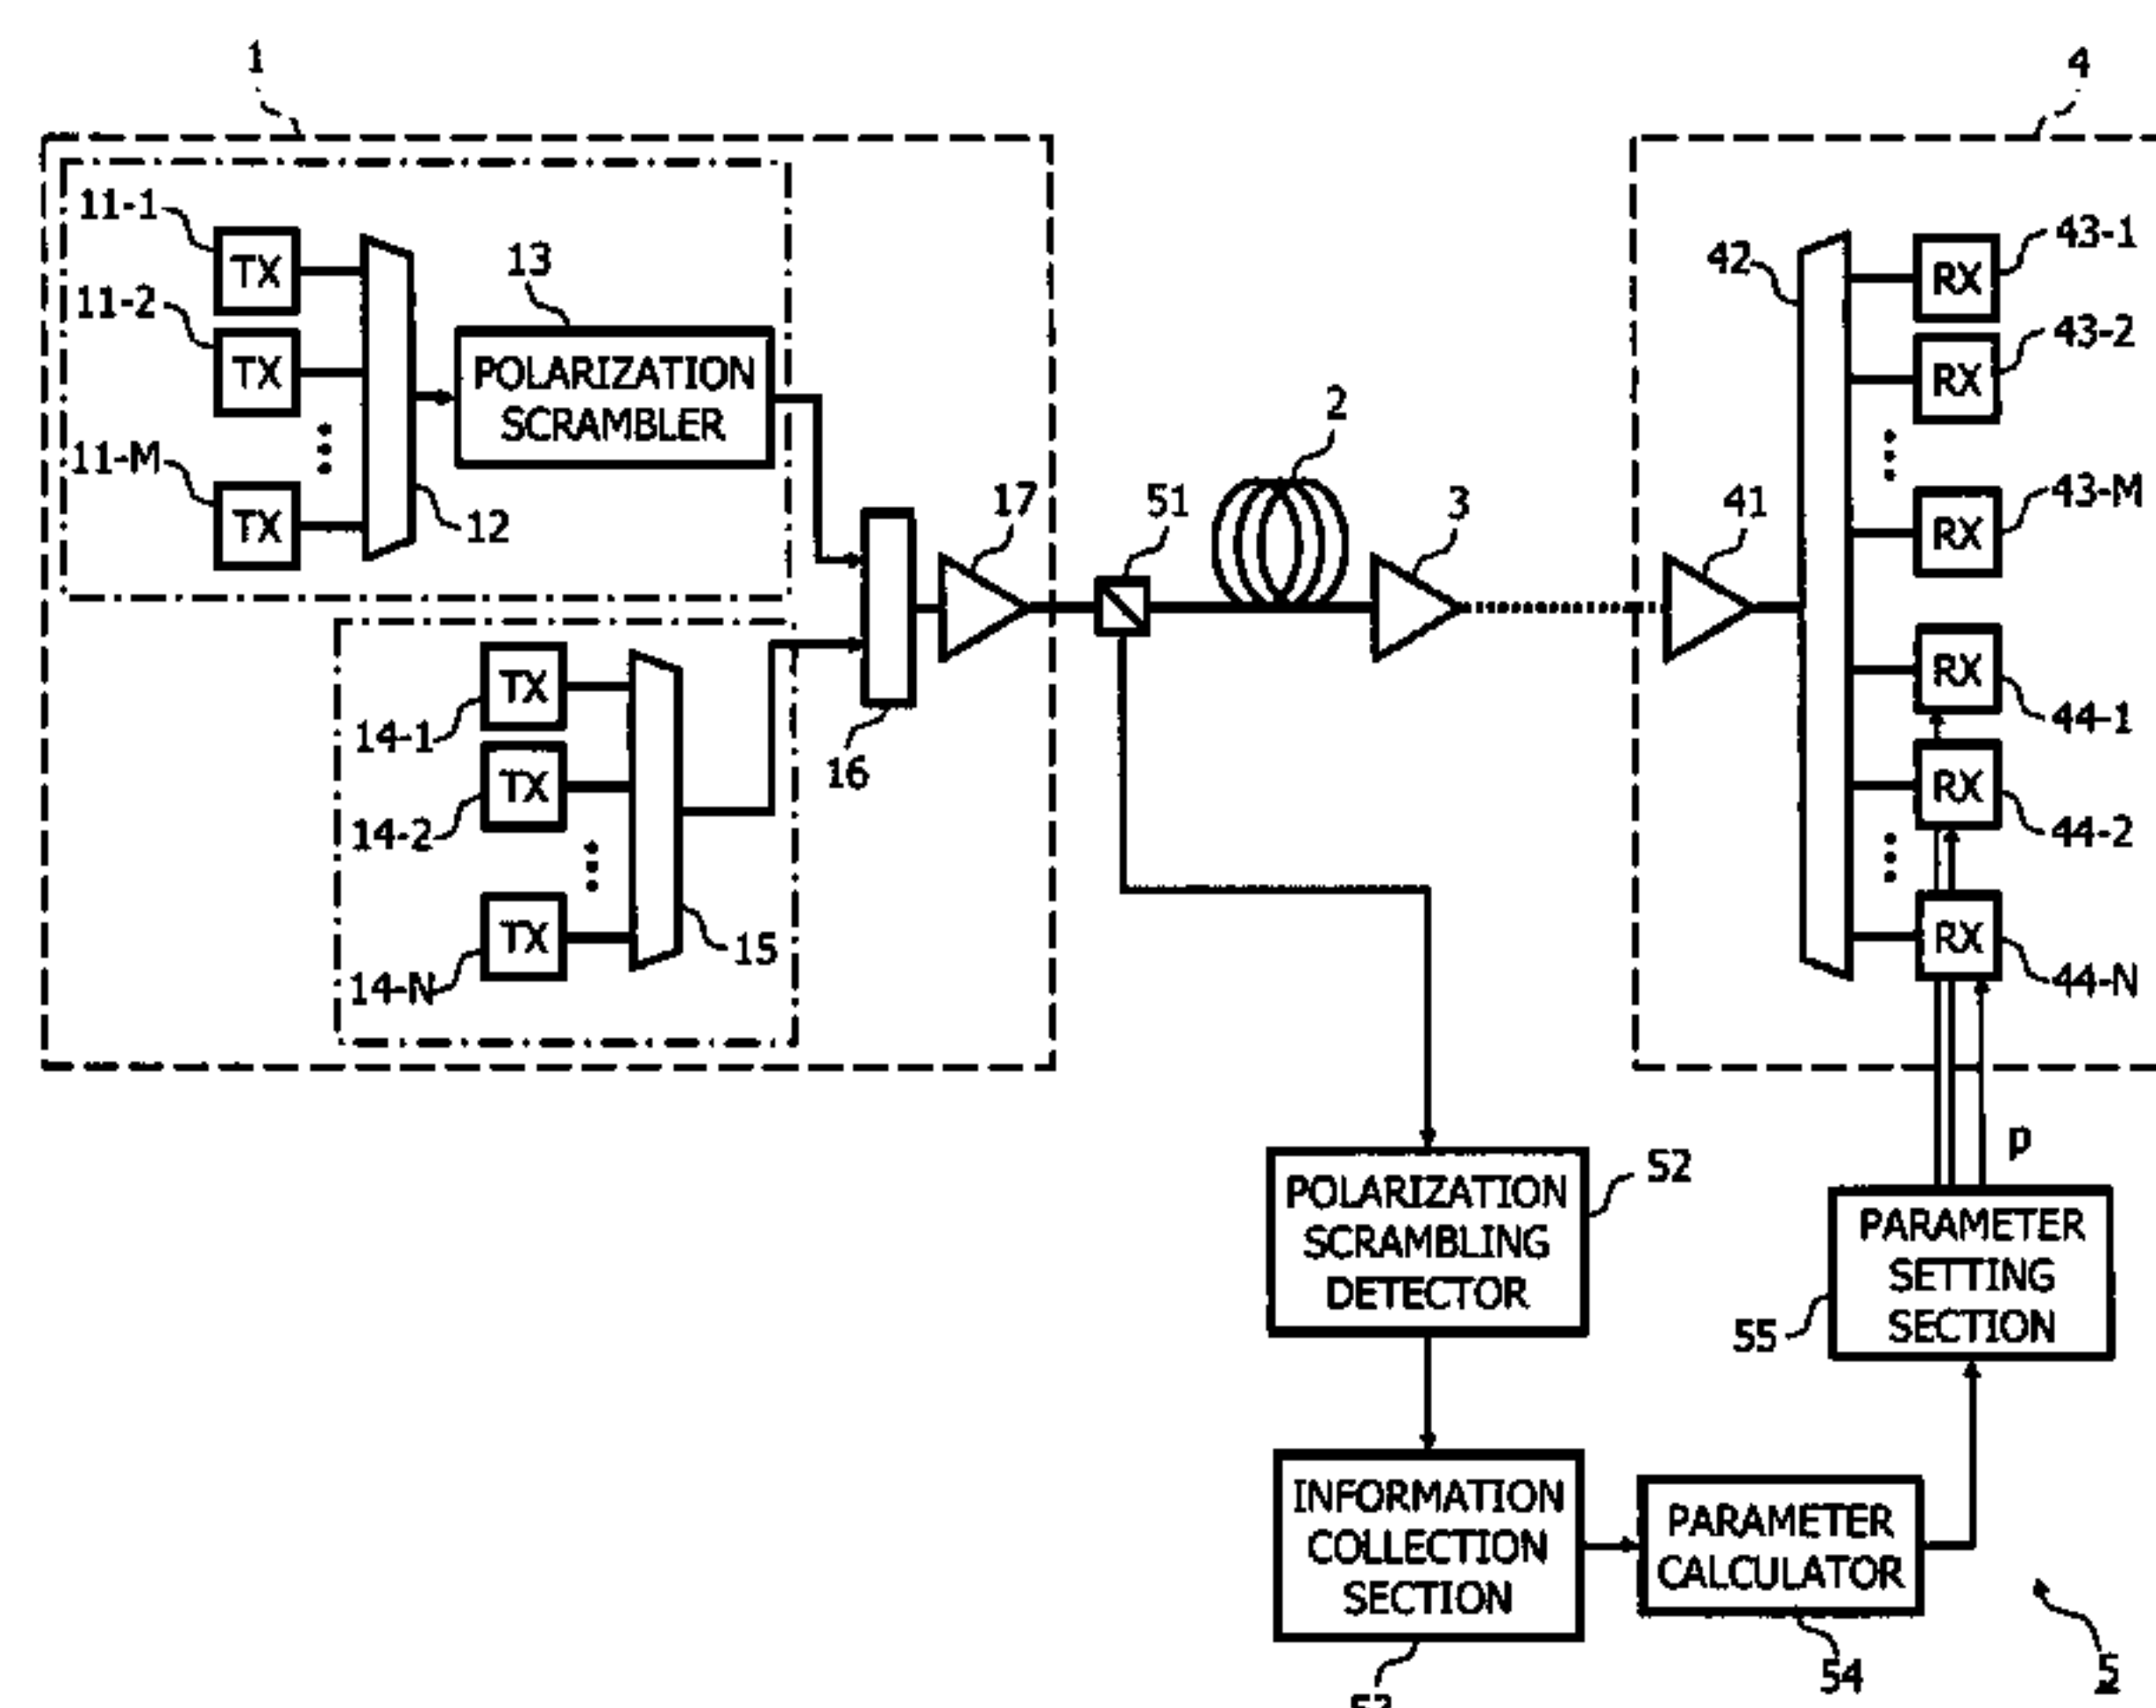 1
4
11-1
TX
11-2
TX
11-M
TX
12
13
POLARIZATION
SCRAMBLER
14-1
TX
14-2
TX
14-N
TX
15
16
17
51
2
3
41
42
RX
43-1
RX
43-2
RX
43-M
RX
44-1
RX
44-2
RX
44-N
p
POLARIZATION
SCRAMBLING
DETECTOR
52
PARAMETER
SETTING
SECTION
55
INFORMATION
COLLECTION
SECTION
PARAMETER
CALCULATOR
54
5